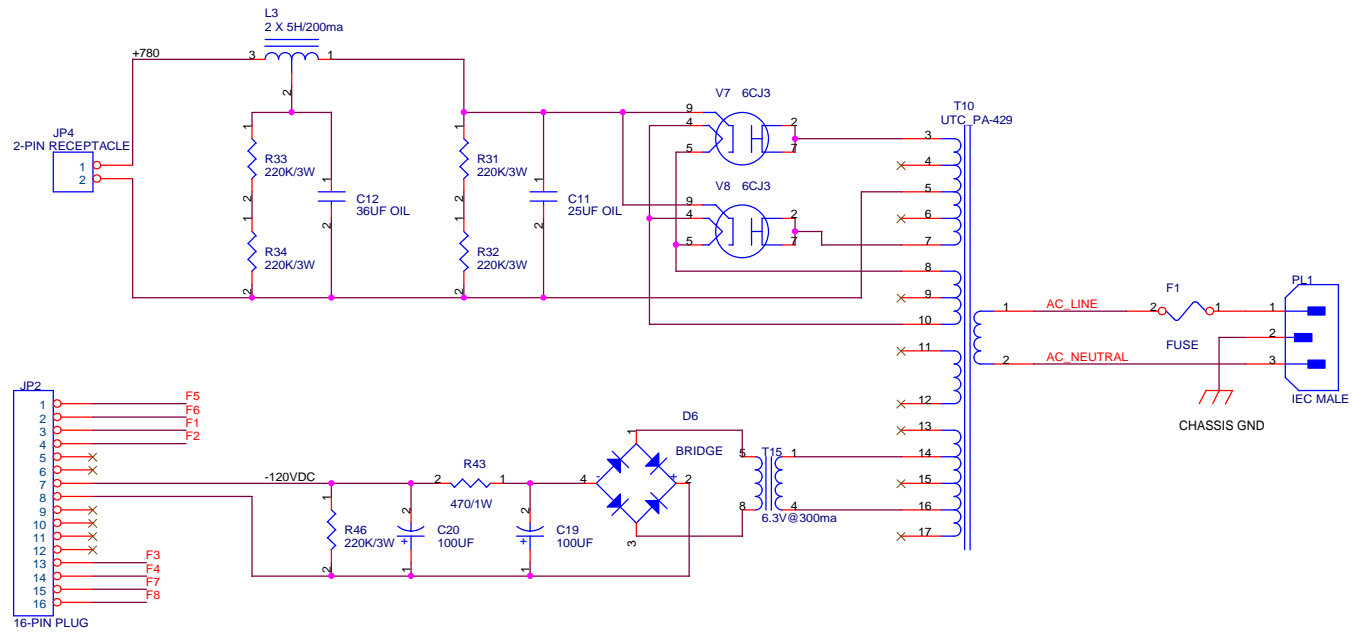 L3
2 X 5H/200ma
+780
3
1
2
JP4
2-PIN RECEPTACLE
1
2
1
R33
220K/3W
2
1
R34
220K/3W
2
1
C12
36UF OIL
2
1
R31
220K/3W
2
1
R32
220K/3W
2
1
C11
25UF OIL
2
V7 6CJ3
9
4
5
2
7
V8 6CJ3
9
4
5
2
7
T10
UTC_PA-429
3
4
5
6
7
8
9
10
11
12
13
14
15
16
17
1
2
AC_LINE
AC_NEUTRAL
F1
2
1
FUSE
PL1
1
2
3
IEC MALE
CHASSIS GND
JP2
1
2
3
4
5
6
7
8
9
10
11
12
13
14
15
16
F5
F6
F1
F2
F3
F4
F7
F8
16-PIN PLUG
-120VDC
1
R46
220K/3W
2
2
C20
100UF
+
1
2
R43
1
470/1W
2
C19
100UF
+
1
D6
BRIDGE
1
4
-
+
2
3
T15
5
8
1
4
6.3V@300ma